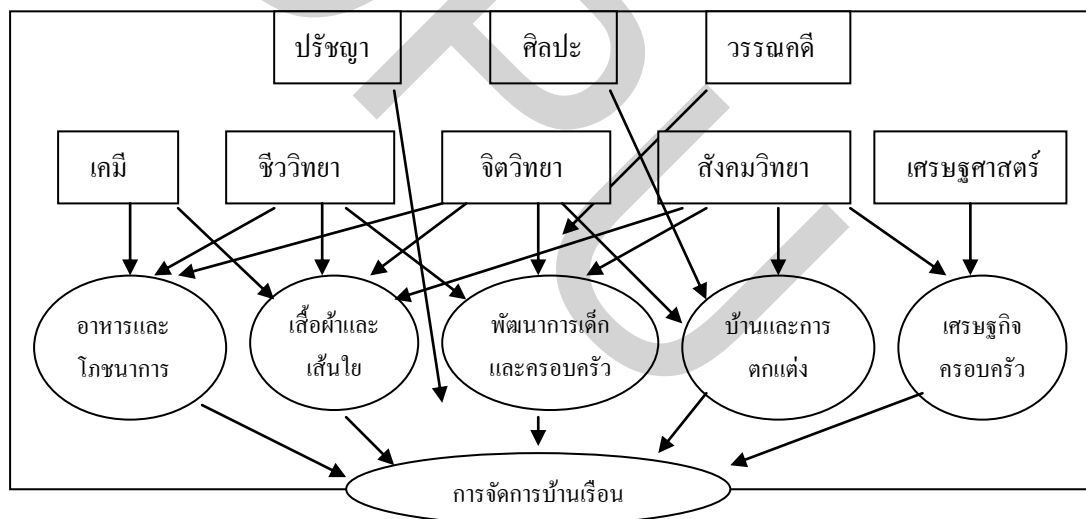 ปรัชญา
ศิลปะ
วรรณคดี
เคมี
ชีววิทยา
จิตวิทยา
สังคมวิทยา
เศรษฐศาสตร์
อาหารและ
โภชนาการ
เสื้อผ้าและ
เส้นใย
พัฒนาการเด็ก
และครอบครัว
บ้านและการ
ตกแต่ง
เศรษฐกิจ
ครอบครัว
การจัดการบ้านเรือน